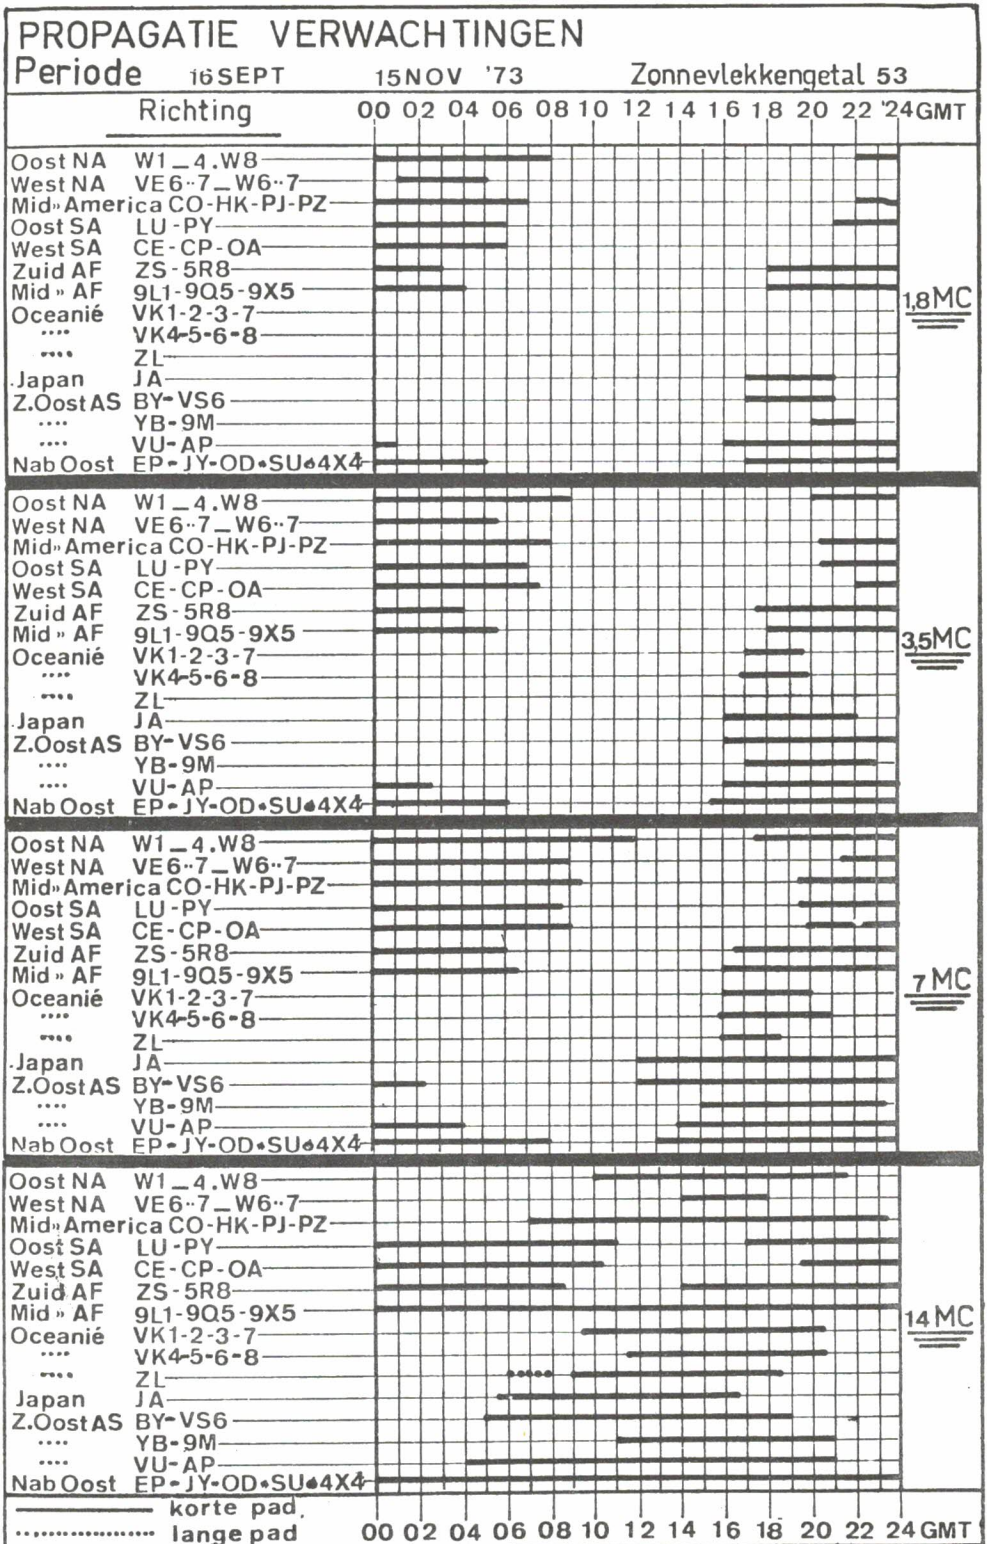 PROPAGATIE VERWACHTINGEN
Periode 16SEPT 15NOV '73 Zonnevlekkengetal 53
Richting 00 02 04 06 08 10 12 14 16 18 20 22 '24 GMT
Oost NA W1_4.W8
West NA VE6..7_W6..7
Mid» America CO-HK-PJ-PZ
Oost SA LU-PY
West SA CE-CP-OA
Zuid AF ZS-5R8
Mid» AF 9L1-9Q5-9X5
Oceanié VK1-2-3-7
1,8MC
"" VK4-5-6-8
"" ZL
.Japan JA
Z.Oost AS BY-VS6
"" YB-9M
"" VU-AP
Nab Oost EP-JY-OD•SU•4X4
Oost NA W1_4.W8
West NA VE6..7_W6..7
Mid» America CO-HK-PJ-PZ
Oost SA LU-PY
West SA CE-CP-OA
Zuid AF ZS-5R8
Mid» AF 9L1-9Q5-9X5
3,5MC
Oceanié VK1-2-3-7
"" VK4-5-6-8
"" ZL
.Japan JA
Z.Oost AS BY-VS6
"" YB-9M
"" VU-AP
Nab Oost EP-JY-OD•SU•4X4
Oost NA W1_4.W8
West NA VE6..7_W6..7
Mid» America CO-HK-PJ-PZ
Oost SA LU-PY
West SA CE-CP-OA
Zuid AF ZS-5R8
Mid» AF 9L1-9Q5-9X5
7 MC
Oceanié VK1-2-3-7
"" VK4-5-6-8
"" ZL
.Japan JA
Z.Oost AS BY-VS6
"" YB-9M
"" VU-AP
Nab Oost EP-JY-OD•SU•4X4
Oost NA W1_4.W8
West NA VE6..7_W6..7
Mid» America CO-HK-PJ-PZ
Oost SA LU-PY
West SA CE-CP-OA
Zuid AF ZS-5R8
Mid» AF 9L1-9Q5-9X5
14 MC
Oceanié VK1-2-3-7
"" VK4-5-6-8
"" ZL
Japan JA
Z.Oost AS BY-VS6
"" YB-9M
"" VU-AP
Nab Oost EP-JY-OD•SU•4X4
korte pad.
lange pad
00 02 04 06 08 10 12 14 16 18 20 22 24 GMT